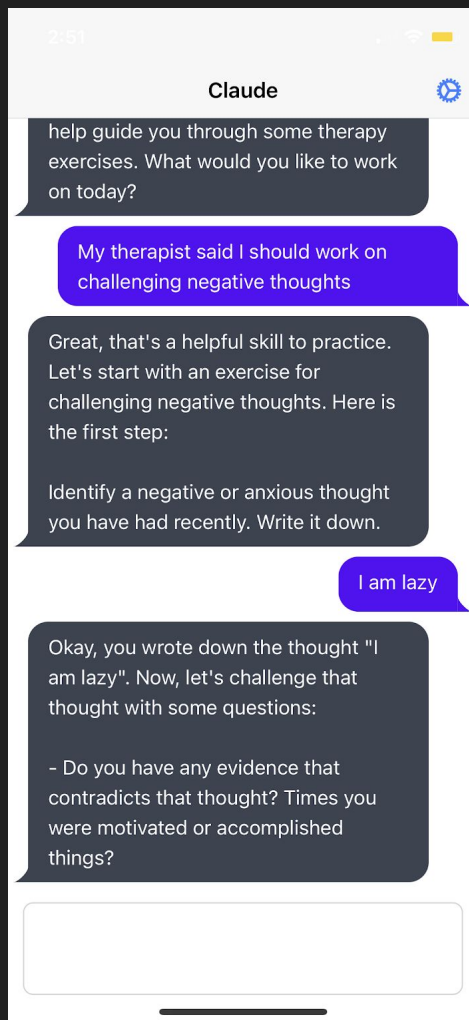 2:51
Claude
help guide you through some therapy
exercises. What would you like to work
on today?
My therapist said I should work on
challenging negative thoughts
Great, that's a helpful skill to practice.
Let's start with an exercise for
challenging negative thoughts. Here is
the first step:
Identify a negative or anxious thought
you have had recently. Write it down.
I am lazy
Okay, you wrote down the thought "I
am lazy". Now, let's challenge that
thought with some questions:
- Do you have any evidence that
contradicts that thought? Times you
were motivated or accomplished
things?